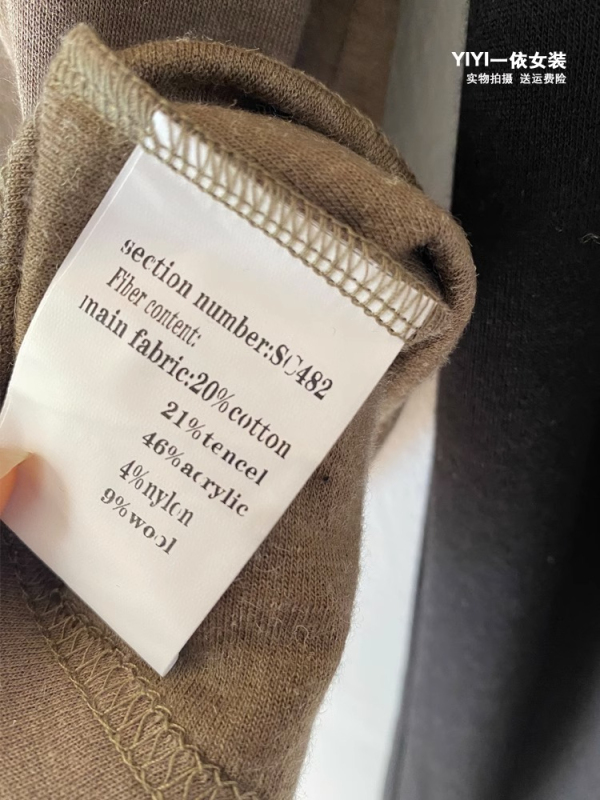 YIYI一依女装
实物拍摄 送运费险
section number:SC482
Fiber content:
main fabric:20%cotton
21%tencel
46%acrylic
4%nylon
9%wool